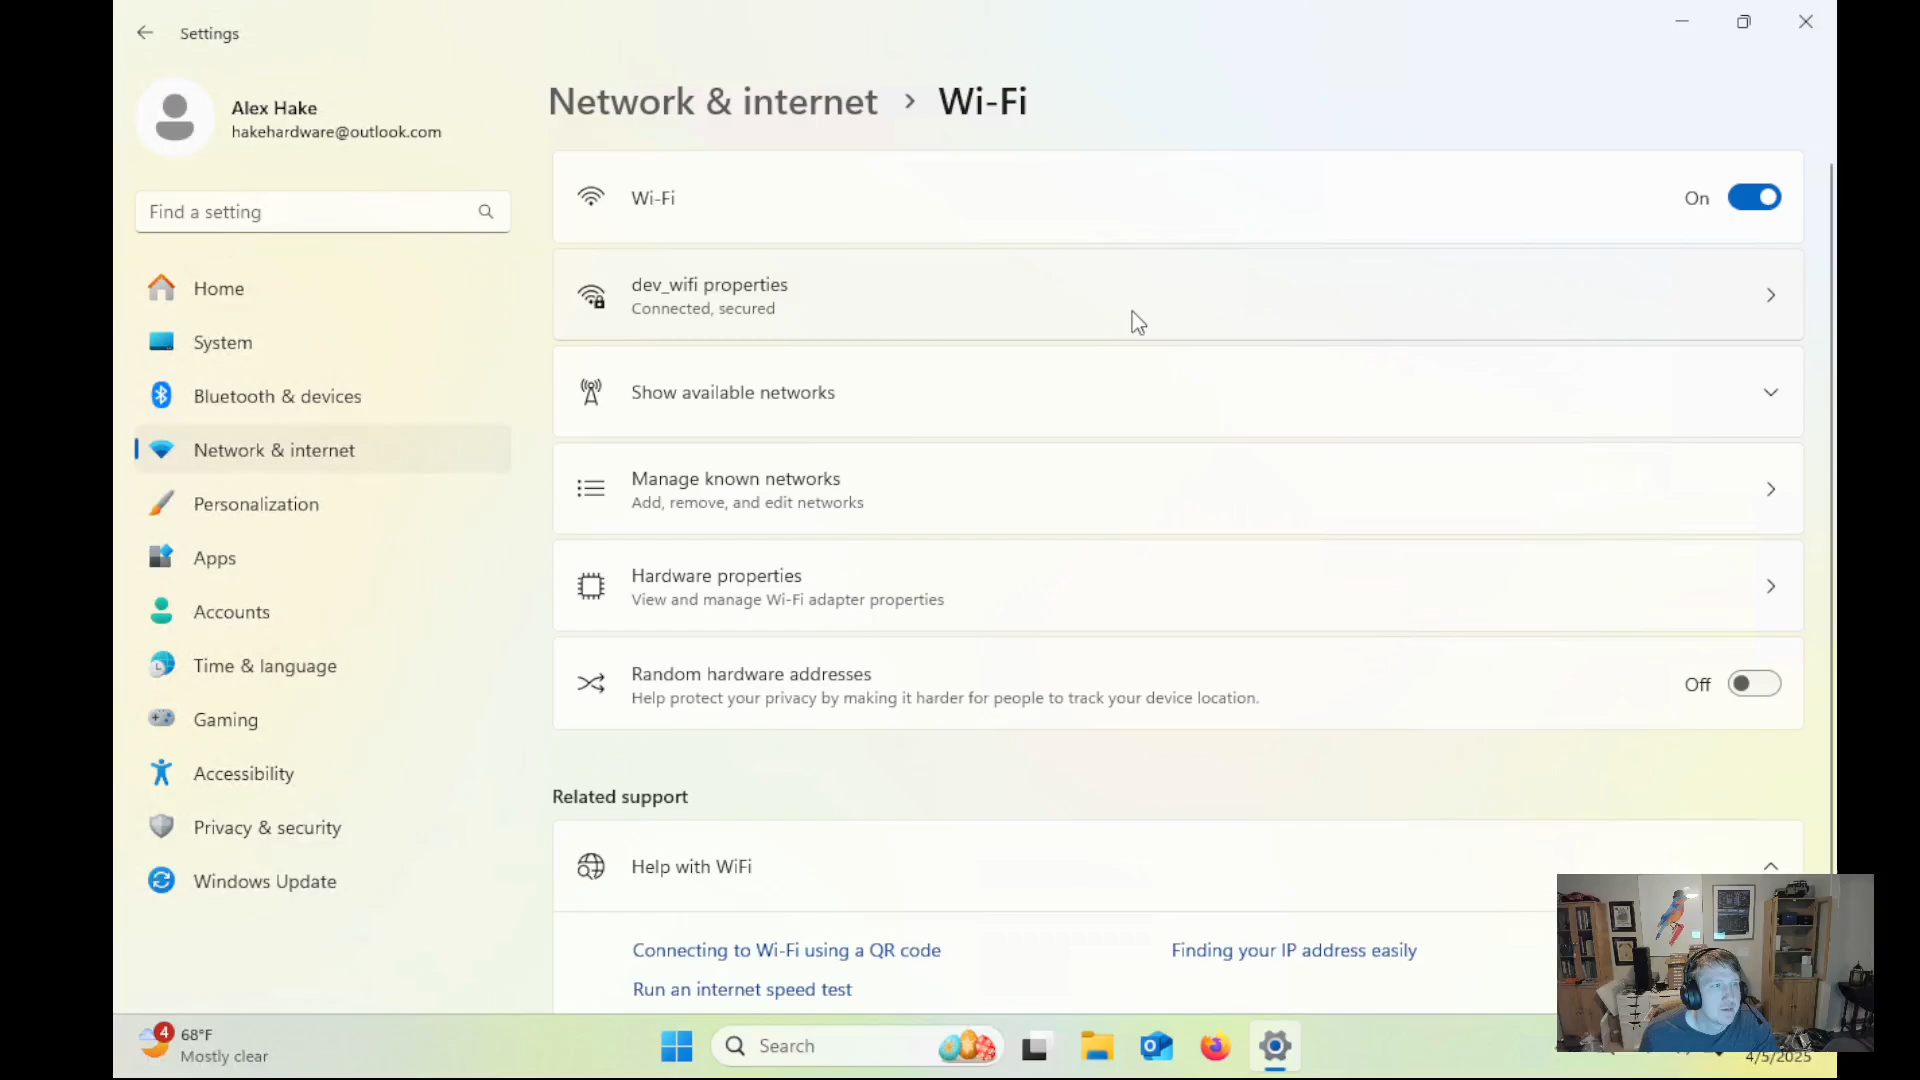 Settings
Alex Hake
hakehardware@outlook.com
Find a setting
Home
System
Bluetooth & devices
Network & internet
Personalization
Apps
Accounts
Time & language
Gaming
Accessibility
Privacy & security
Windows Update
Network & internet > Wi-Fi
Wi-Fi
On
dev_wifi properties
Connected, secured
Show available networks
Manage known networks
Add, remove, and edit networks
Hardware properties
View and manage Wi-Fi adapter properties
Random hardware addresses
Help protect your privacy by making it harder for people to track your device location.
Off
Related support
Help with WiFi
Connecting to Wi-Fi using a QR code
Finding your IP address easily
Run an internet speed test
4
68°F
Mostly clear
Search
4/5/2025